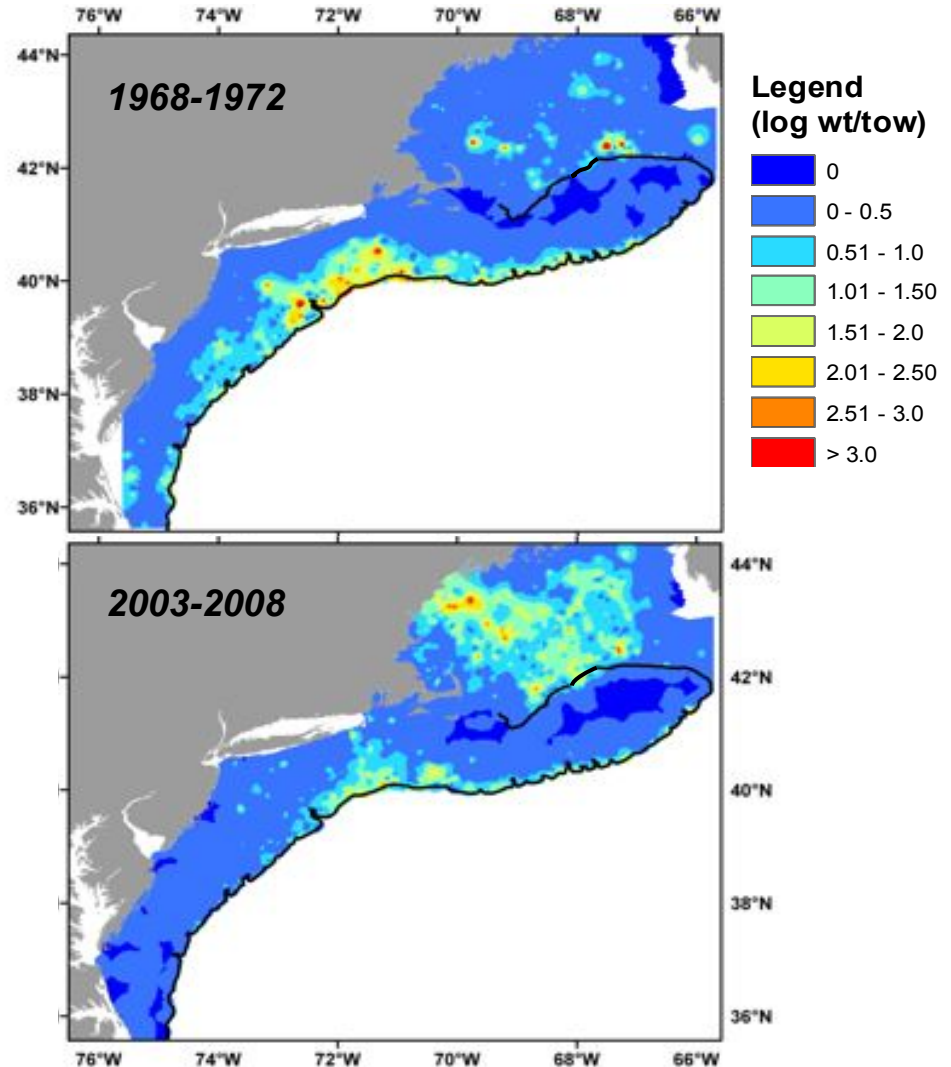 76°W 74°W 72°W 70°W 68°W 66°W
44°N
42°N
40°N
38°N
36°N
1968-1972
Legend
(log wt/tow)
0
0 - 0.5
0.51 - 1.0
1.01 - 1.50
1.51 - 2.0
2.01 - 2.50
2.51 - 3.0
> 3.0
2003-2008
44°N
42°N
40°N
38°N
36°N
76°W 74°W 72°W 70°W 68°W 66°W